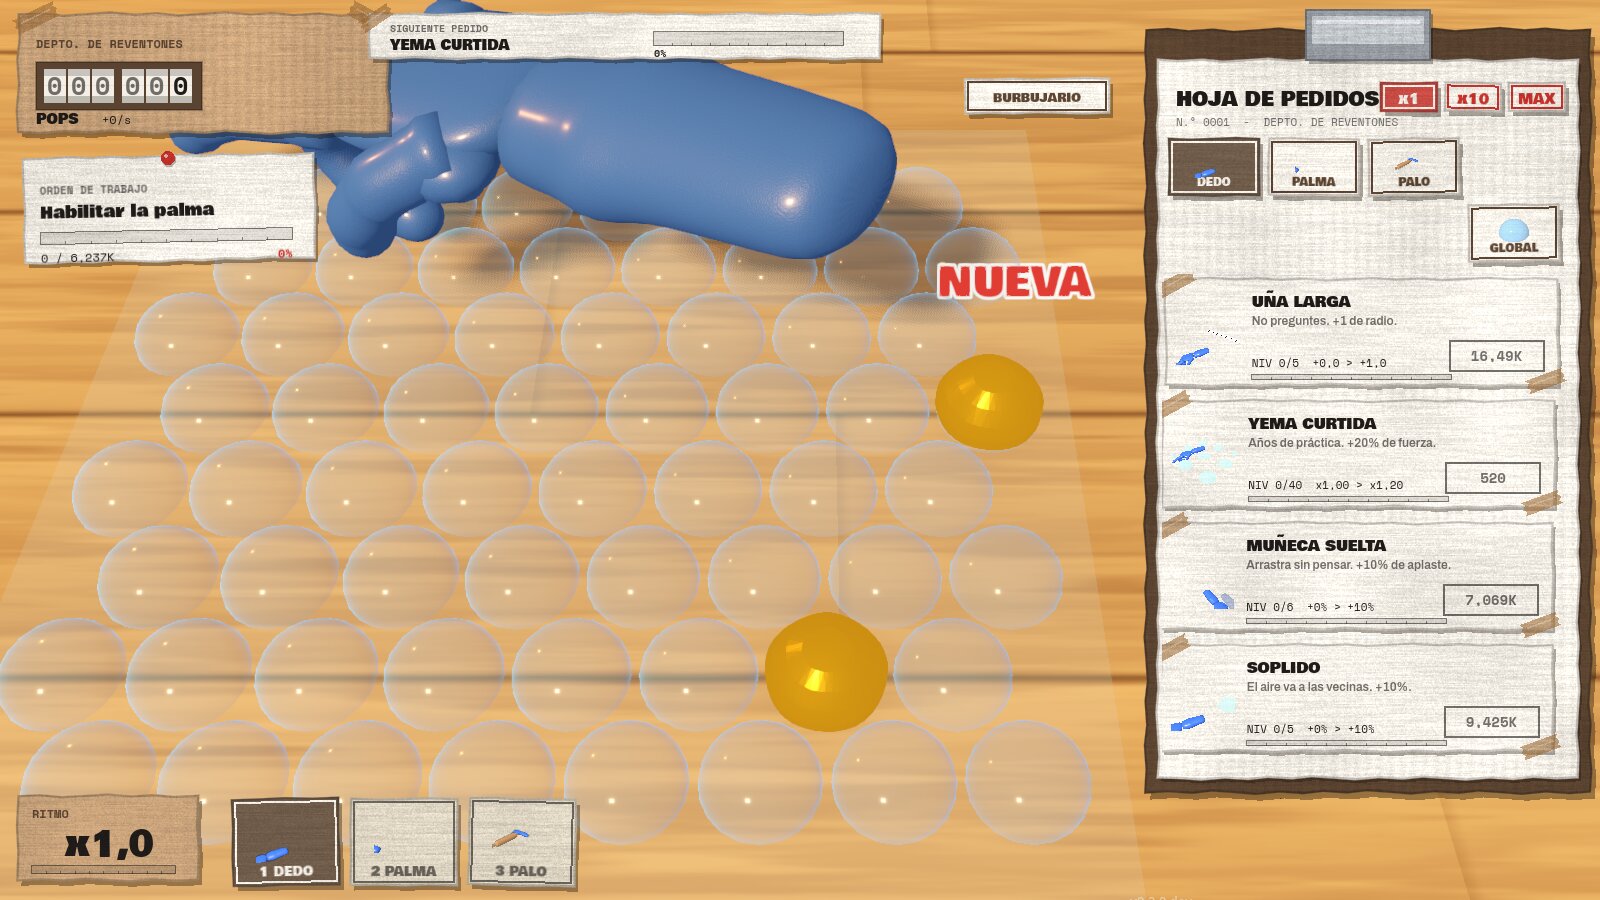 DEPTO. DE REVENTONES
000000
POPS +0/s
SIGUIENTE PEDIDO
YEMA CURTIDA
0%
BURBUJARIO
ORDEN DE TRABAJO
Habilitar la palma
0 / 6,237K 0%
NUEVA
HOJA DE PEDIDOS x1 x10 MAX
N.° 0001 - DEPTO. DE REVENTONES
DEDO PALMA PALO
GLOBAL
UÑA LARGA
No preguntes. +1 de radio.
NIV 0/5 +0,0 > +1,0 16,49K
YEMA CURTIDA
Años de práctica. +20% de fuerza.
NIV 0/40 x1,00 > x1,20 520
MUÑECA SUELTA
Arrastra sin pensar. +10% de aplaste.
NIV 0/6 +0% > +10% 7,069K
SOPLIDO
El aire va a las vecinas. +10%.
NIV 0/5 +0% > +10% 9,425K
RITMO
x1,0
1 DEDO 2 PALMA 3 PALO